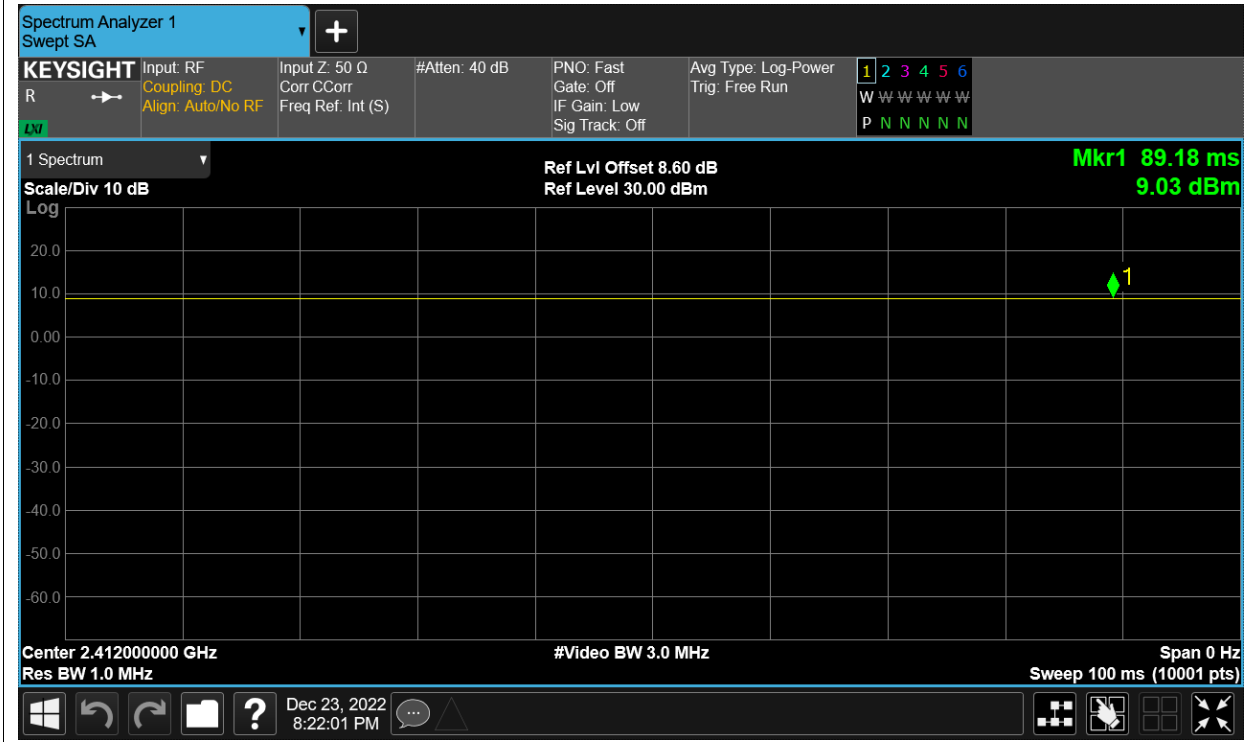 Spectrum Analyzer 1
Swept SA
KEYSIGHT
R
LXI
Input: RF
Coupling: DC
Align: Auto/No RF
Input Z: 50 Ω
Corr CCorr
Freq Ref: Int (S)
#Atten: 40 dB
PNO: Fast
Gate: Off
IF Gain: Low
Sig Track: Off
Avg Type: Log-Power
Trig: Free Run
1 2 3 4 5 6
W W W W W W
P N N N N N
1 Spectrum
Scale/Div 10 dB
Log
Ref Lvl Offset 8.60 dB
Ref Level 30.00 dBm
Mkr1 89.18 ms
9.03 dBm
20.0
1
10.0
0.00
-10.0
-20.0
-30.0
-40.0
-50.0
-60.0
Center 2.412000000 GHz
Res BW 1.0 MHz
#Video BW 3.0 MHz
Span 0 Hz
Sweep 100 ms (10001 pts)
?
Dec 23, 2022
8:22:01 PM